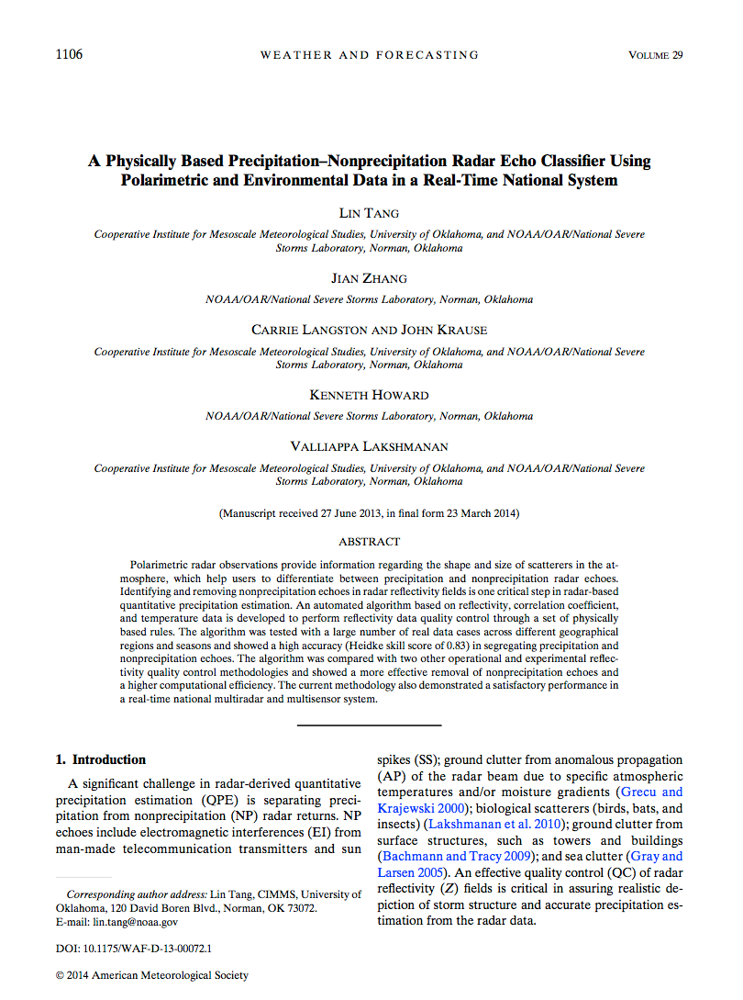 1106
WEATHER AND FORECASTING
VOLUME 29
A Physically Based Precipitation–Nonprecipitation Radar Echo Classifier Using
Polarimetric and Environmental Data in a Real-Time National System
LIN TANG
Cooperative Institute for Mesoscale Meteorological Studies, University of Oklahoma, and NOAA/OAR/National Severe
Storms Laboratory, Norman, Oklahoma
JIAN ZHANG
NOAA/OAR/National Severe Storms Laboratory, Norman, Oklahoma
CARRIE LANGSTON AND JOHN KRAUSE
Cooperative Institute for Mesoscale Meteorological Studies, University of Oklahoma, and NOAA/OAR/National Severe
Storms Laboratory, Norman, Oklahoma
KENNETH HOWARD
NOAA/OAR/National Severe Storms Laboratory, Norman, Oklahoma
VALLIAPPA LAKSHMANAN
Cooperative Institute for Mesoscale Meteorological Studies, University of Oklahoma, and NOAA/OAR/National Severe
Storms Laboratory, Norman, Oklahoma
(Manuscript received 27 June 2013, in final form 23 March 2014)
ABSTRACT
Polarimetric radar observations provide information regarding the shape and size of scatterers in the at-
mosphere, which help users to differentiate between precipitation and nonprecipitation radar echoes.
Identifying and removing nonprecipitation echoes in radar reflectivity fields is one critical step in radar-based
quantitative precipitation estimation. An automated algorithm based on reflectivity, correlation coefficient,
and temperature data is developed to perform reflectivity data quality control through a set of physically
based rules. The algorithm was tested with a large number of real data cases across different geographical
regions and seasons and showed a high accuracy (Heidke skill score of 0.83) in segregating precipitation and
nonprecipitation echoes. The algorithm was compared with two other operational and experimental reflec-
tivity quality control methodologies and showed a more effective removal of nonprecipitation echoes and
a higher computational efficiency. The current methodology also demonstrated a satisfactory performance in
a real-time national multiradar and multisensor system.
1. Introduction
A significant challenge in radar-derived quantitative
precipitation estimation (QPE) is separating preci-
pitation from nonprecipitation (NP) radar returns. NP
echoes include electromagnetic interferences (EI) from
man-made telecommunication transmitters and sun
Corresponding author address: Lin Tang, CIMMS, University of
Oklahoma, 120 David Boren Blvd., Norman, OK 73072.
E-mail: lin.tang@noaa.gov
DOI: 10.1175/WAF-D-13-00072.1
© 2014 American Meteorological Society
spikes (SS); ground clutter from anomalous propagation
(AP) of the radar beam due to specific atmospheric
temperatures and/or moisture gradients (Grecu and
Krajewski 2000); biological scatterers (birds, bats, and
insects) (Lakshmanan et al. 2010); ground clutter from
surface structures, such as towers and buildings
(Bachmann and Tracy 2009); and sea clutter (Gray and
Larsen 2005). An effective quality control (QC) of radar
reflectivity (Z) fields is critical in assuring realistic de-
piction of storm structure and accurate precipitation es-
timation from the radar data.